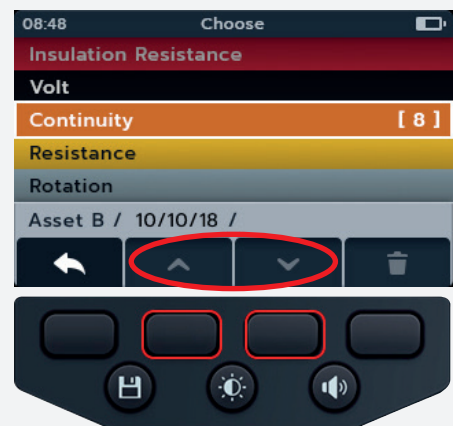 08:48 Choose
Insulation Resistance
Volt
Continuity [ 8 ]
Resistance
Rotation
Asset B / 10/10/18 /